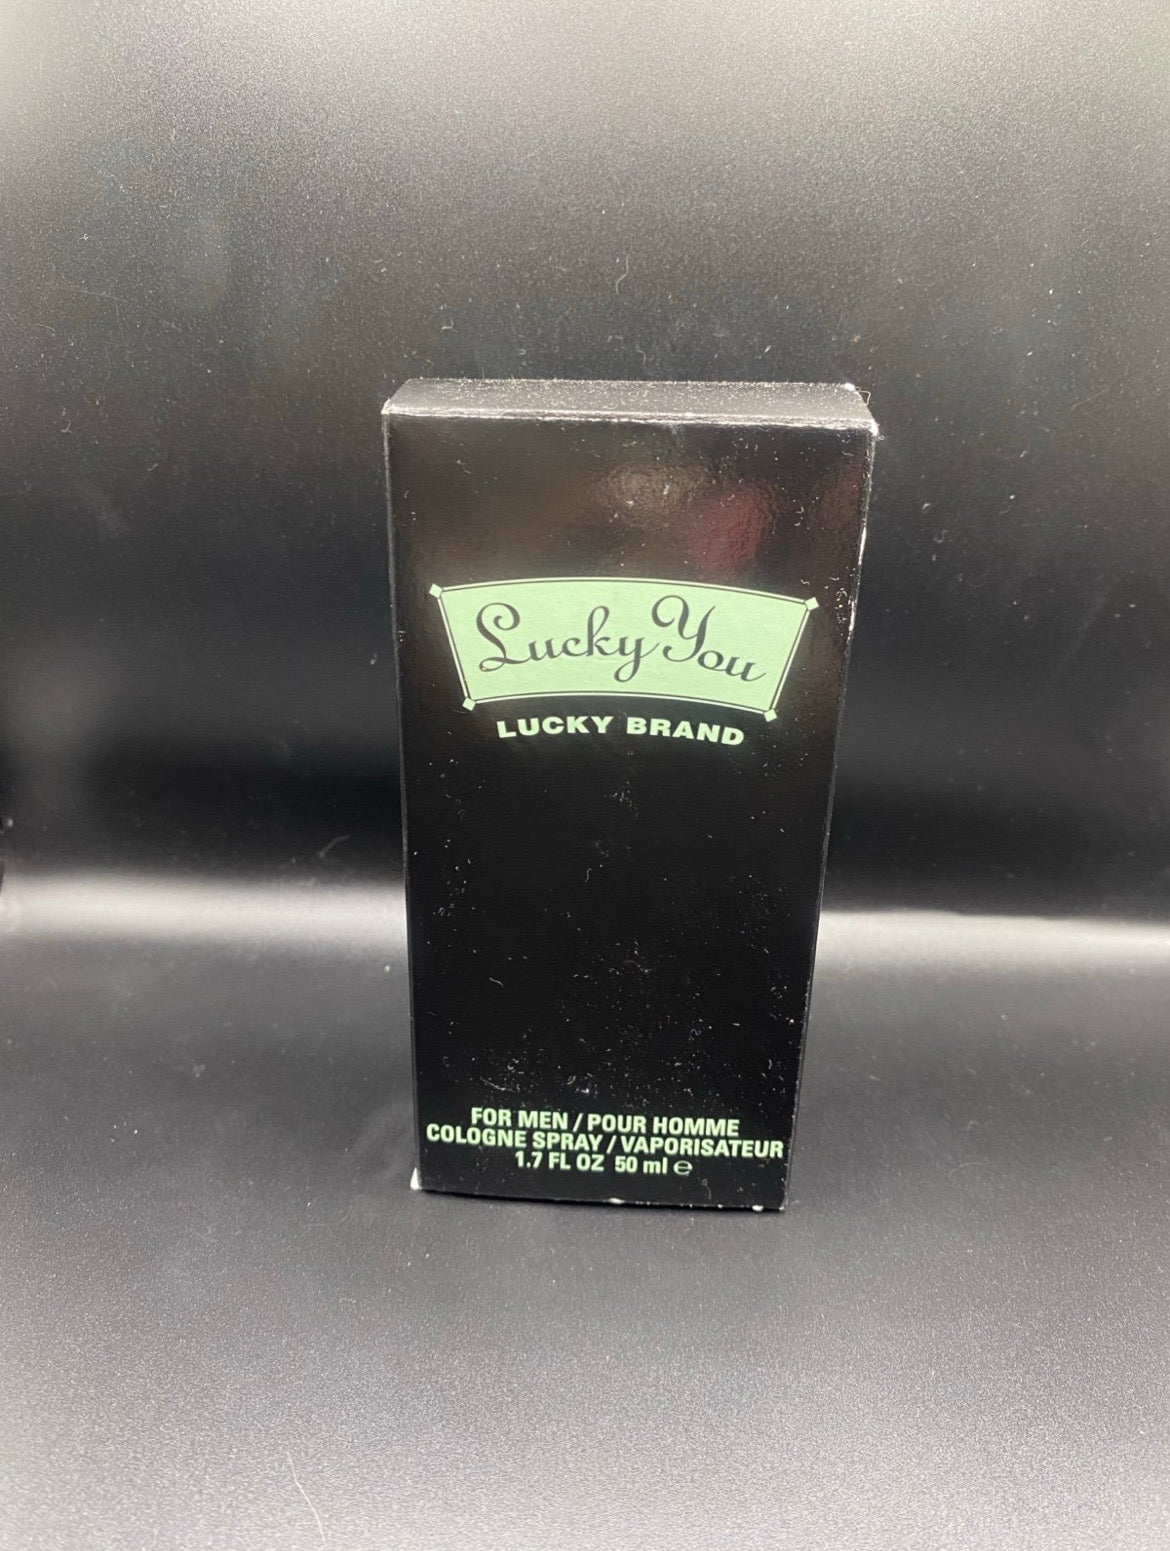 Lucky You
LUCKY BRAND
FOR MEN / POUR HOMME
COLOGNE SPRAY / VAPORISATEUR
1.7 FL OZ 50 ml ℮